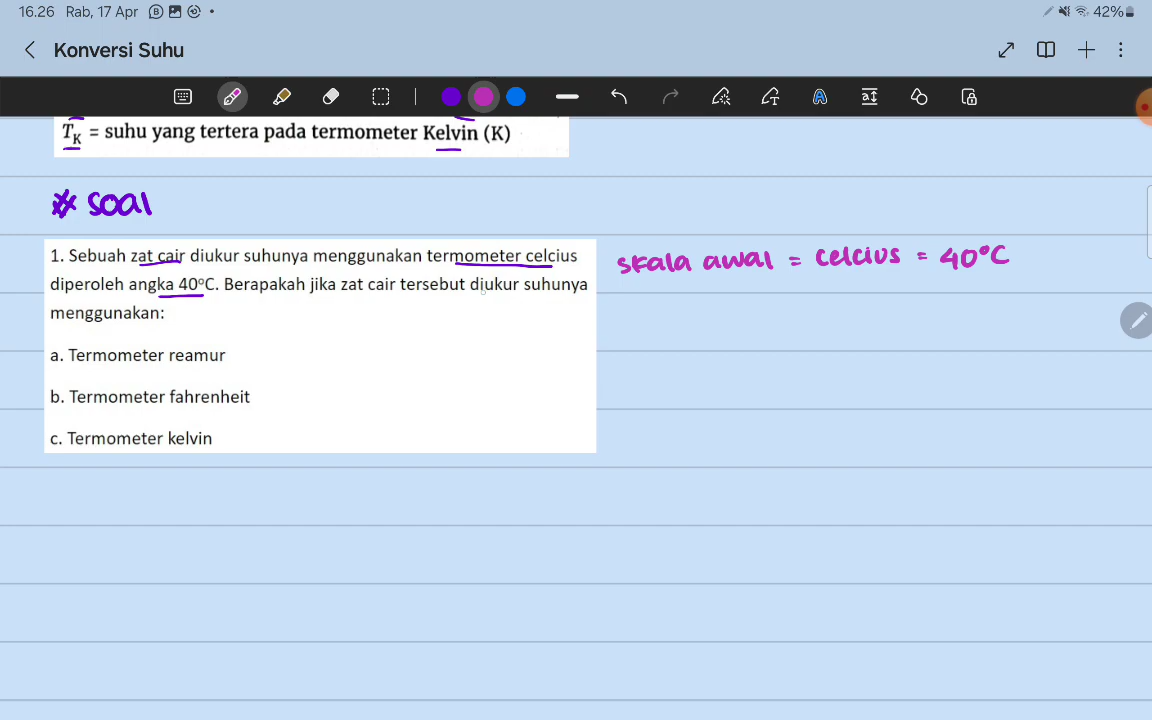 16.26 Rab, 17 Apr 42%
Konversi Suhu
T_K = suhu yang tertera pada termometer Kelvin (K)
* soal
1. Sebuah zat cair diukur suhunya menggunakan termometer celcius
diperoleh angka 40°C. Berapakah jika zat cair tersebut diukur suhunya
menggunakan:
a. Termometer reamur
b. Termometer fahrenheit
c. Termometer kelvin
skala awal = celcius = 40°C